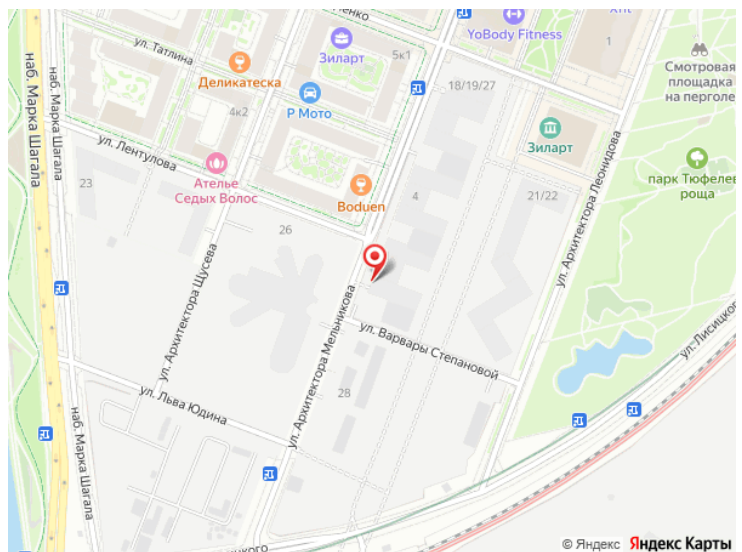 YoBody Fitness
Смотровая
площадка
на перголе
ул. Татлина
Зиларт
5к1
1
Деликатеска
18/19/27
Р Мото
4к2
наб. Марка Шагала
наб. Марка Шагала
ул. Лентулова
Зиларт
ул. Архитектора Леонидова
парк Тюфелева
роща
Ателье
Седых Волос
23
Boduen
4
21/22
26
ул. Архитектора Щусева
ул. Архитектора Мельникова
ул. Варвары Степановой
ул. Лисицкого
ул. Льва Юдина
28
наб. Марка Шагала
© Яндекс Яндекс Карты